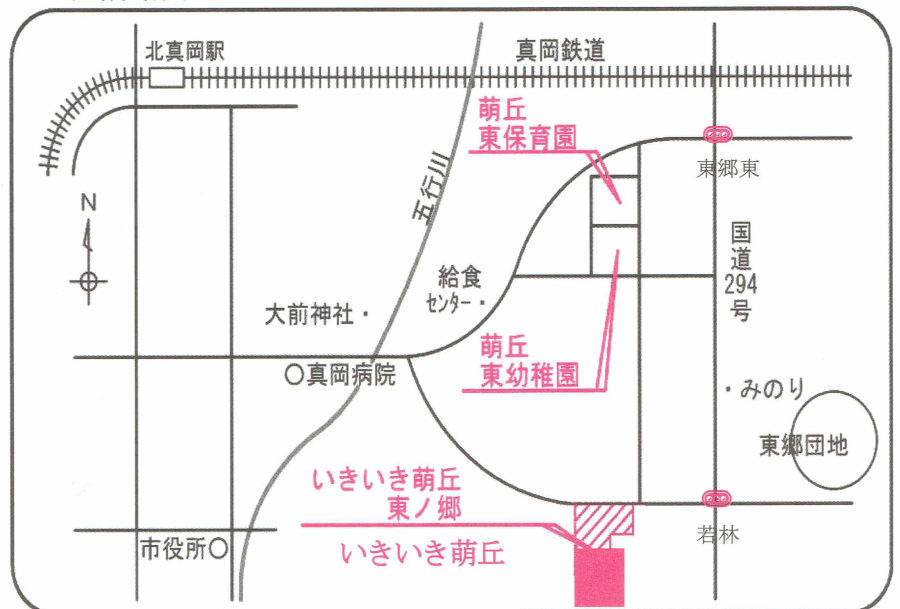 北真岡駅
真岡鉄道
萌丘
東保育園
東郷東
N
五行川
国道294号
給食
センター・
大前神社・
萌丘
東幼稚園
○真岡病院
・みのり
東郷団地
いきいき萌丘
東ノ郷
いきいき萌丘
若林
市役所○